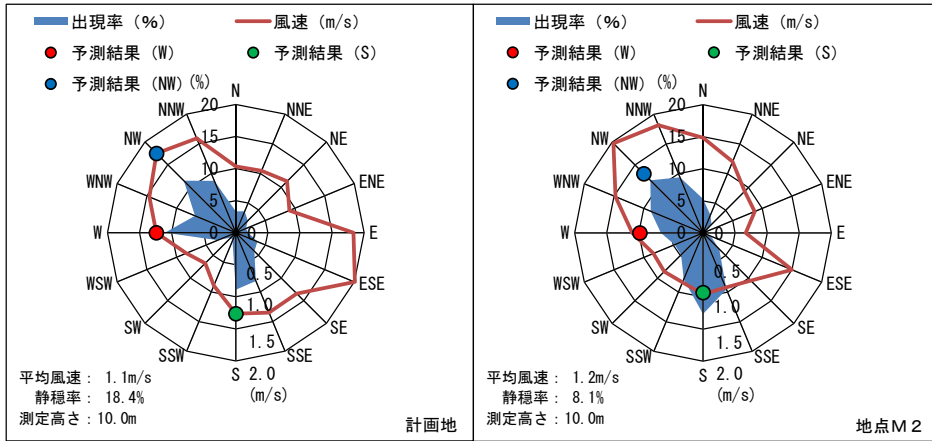 出現率（%） 風速（m/s）
予測結果（W） 予測結果（S）
予測結果（NW）(%)
N
NNW NNE
NW NE
WNW ENE
W E
WSW ESE
SW SE
SSW SSE
S
20
15
10
5
0 0
0.5
1.0
1.5
2.0
(m/s)
平均風速： 1.1m/s
静穏率： 18.4%
測定高さ：10.0m
計画地
出現率（%） 風速（m/s）
予測結果（W） 予測結果（S）
予測結果（NW）(%)
N
NNW NNE
NW NE
WNW ENE
W E
WSW ESE
SW SE
SSW SSE
S
20
15
10
5
0 0
0.5
1.0
1.5
2.0
(m/s)
平均風速： 1.2m/s
静穏率： 8.1%
測定高さ：10.0m
地点Ｍ２